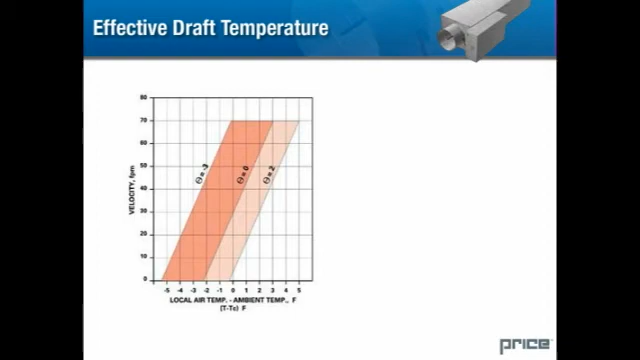 Effective Draft Temperature
80
70
60
50
40
30
20
10
0
VELOCITY, fpm
Θ = -3
Θ = 0
Θ = 2
-5 -4 -3 -2 -1 0 1 2 3 4 5
LOCAL AIR TEMP. - AMBIENT TEMP., F
(T-Tc) F
PRICE